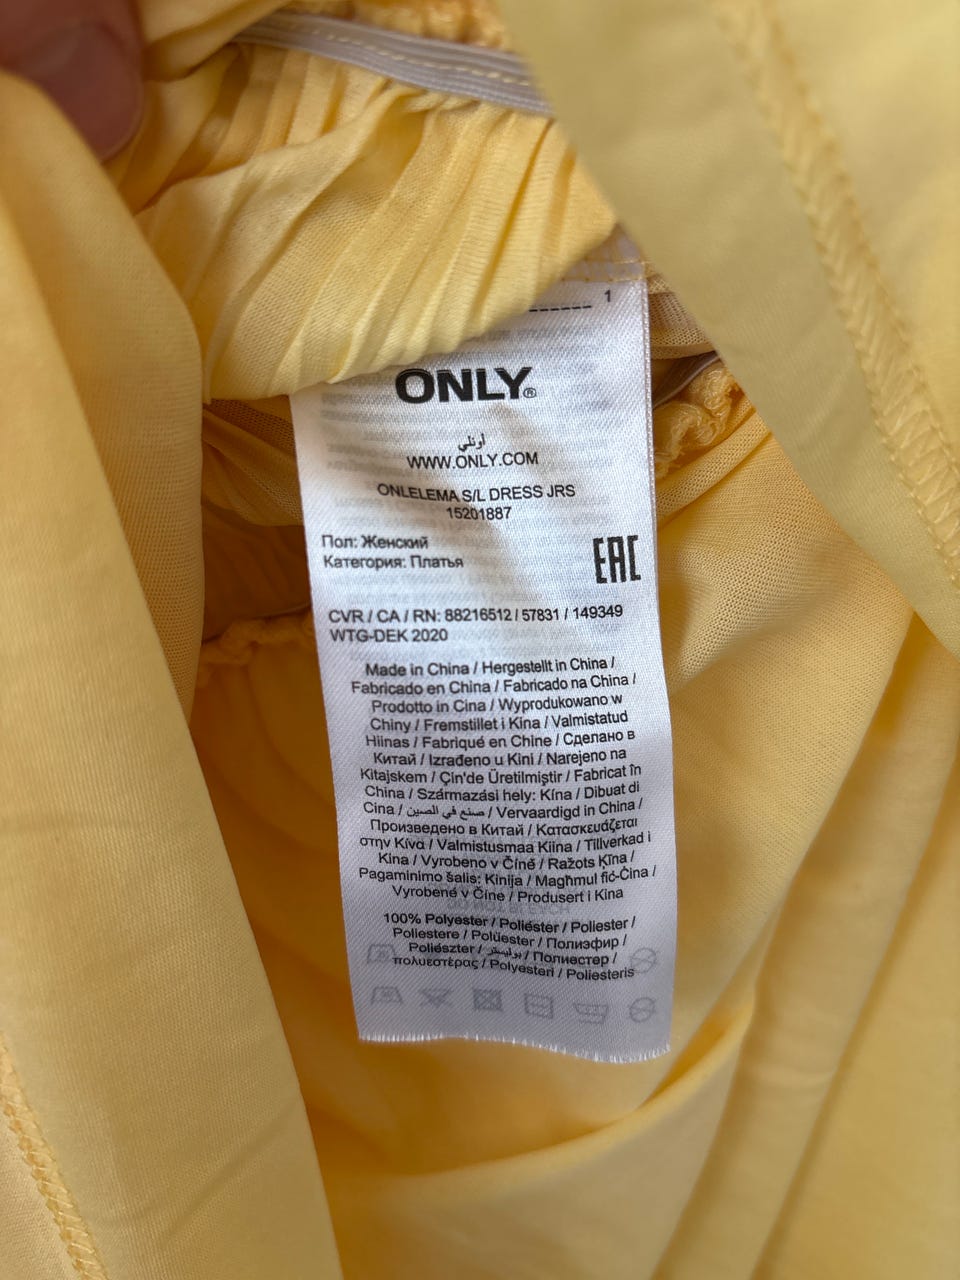 1
ONLY®
أونلي
WWW.ONLY.COM
ONLELEMA S/L DRESS JRS
15201887
Пол: Женский
Категория: Платья
EAC
CVR / CA / RN: 88216512 / 57831 / 149349
WTG-DEK 2020
Made in China / Hergestellt in China /
Fabricado en China / Fabricado na China /
Prodotto in Cina / Wyprodukowano w
Chiny / Fremstillet i Kina / Valmistatud
Hiinas / Fabriqué en Chine / Сделано в
Китай / Izrađeno u Kini / Narejeno na
Kitajskem / Çin'de Üretilmiştir / Fabricat în
China / Származási hely: Kína / Dibuat di
Cina / صنع في الصين / Vervaardigd in China /
Произведено в Китай / Κατασκευάζεται
στην Κίνα / Valmistusmaa Kiina / Tillverkad i
Kina / Vyrobeno v Číně / Ražots Ķīna /
Pagaminimo šalis: Kinija / Magħmul fiċ-Ċina /
Vyrobené v Číne / Produsert i Kina
100% Polyester / Poliéster / Poliester /
Poliestere / Polüester / Полиэфир /
Poliészter / بوليستر / Полиестер /
πολυεστέρας / Polyesteri / Poliesteris